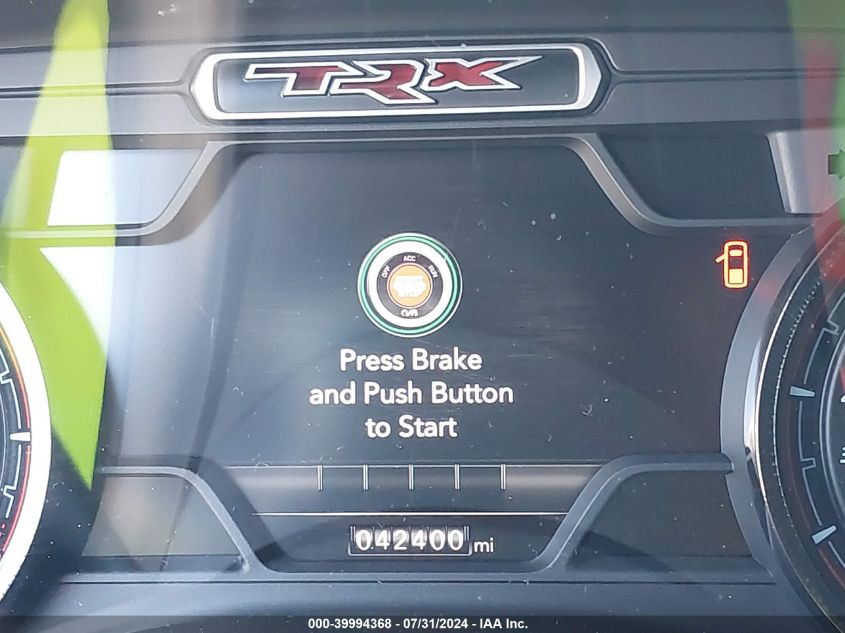 TRX
ACC
OFF RUN
Press Brake
and Push Button
to Start
042400 mi
000-39994368 - 07/31/2024 - IAA Inc.